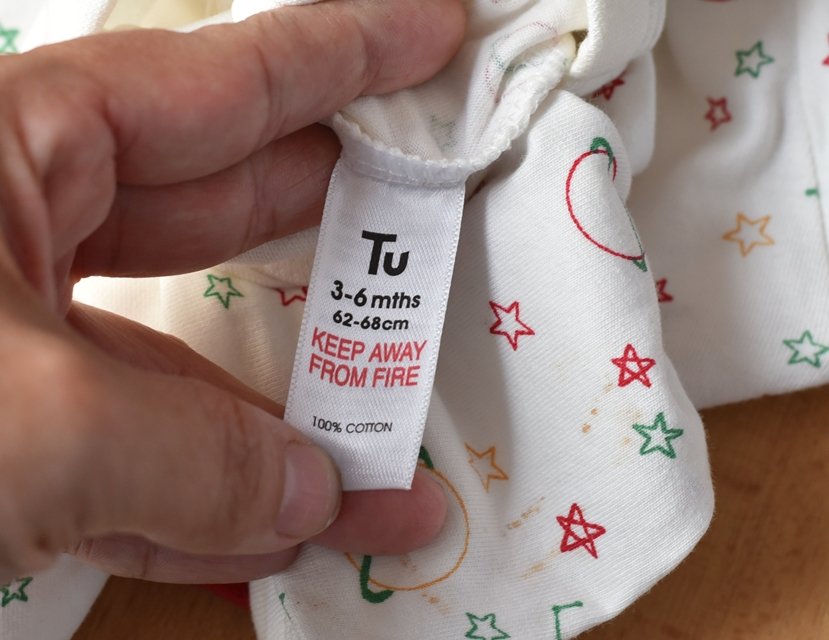 Tu
3-6 mths
62-68cm
KEEP AWAY
FROM FIRE
100% COTTON